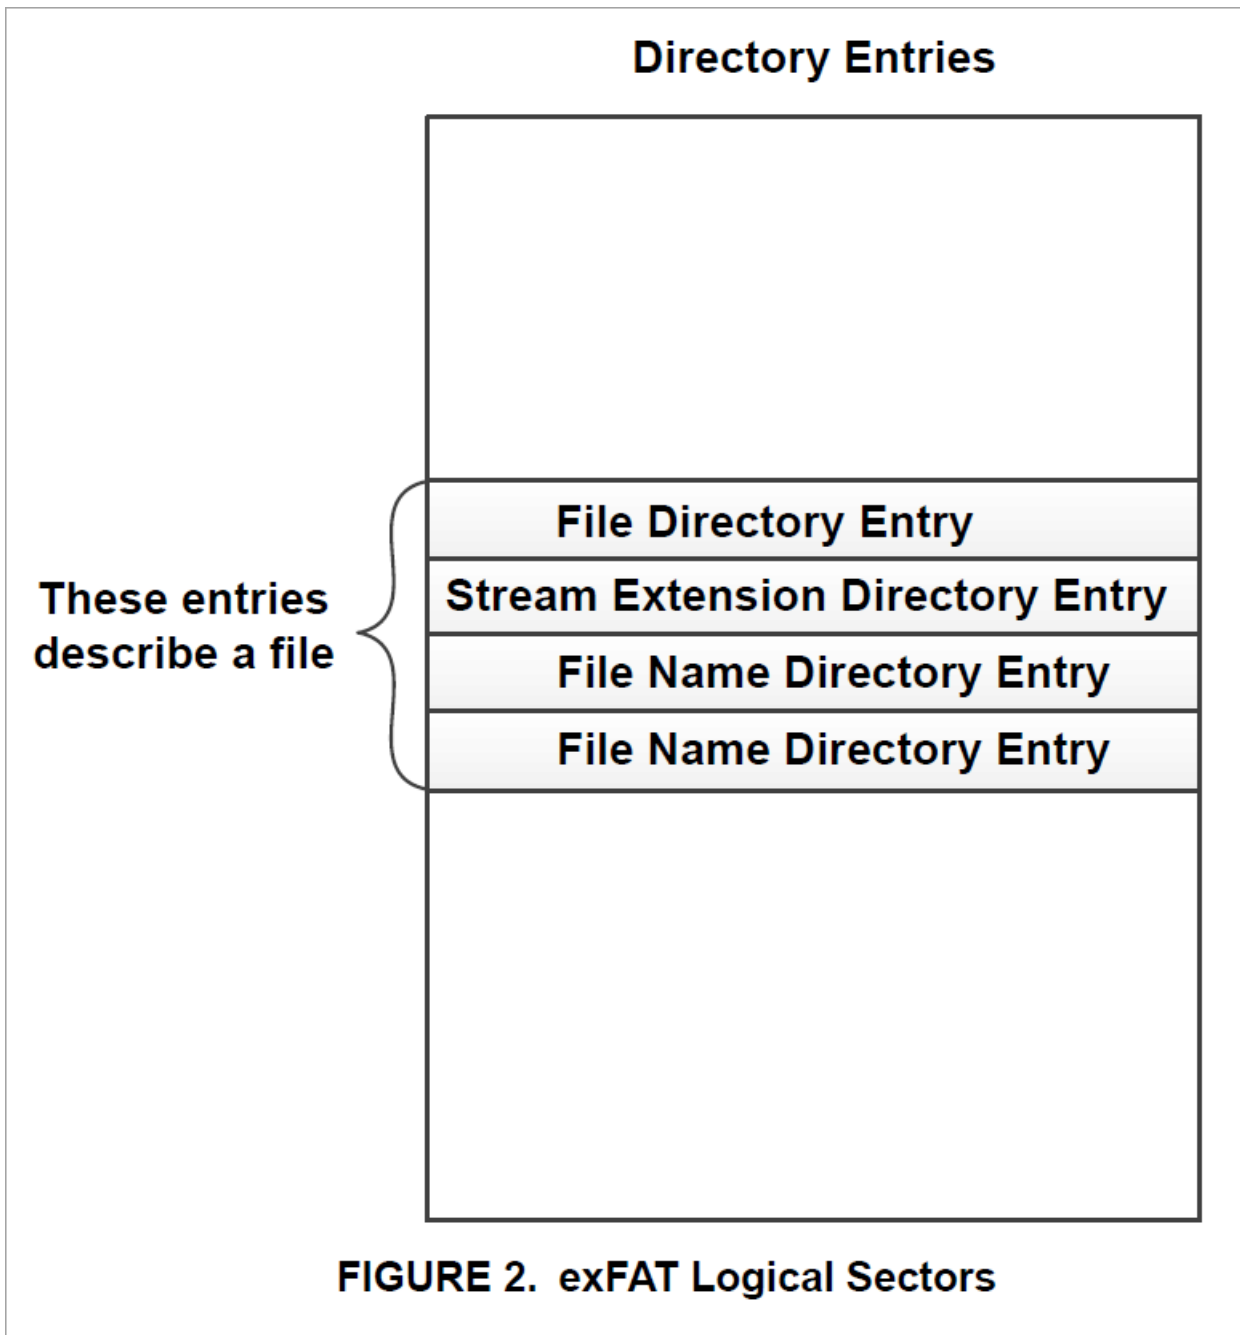 Directory Entries
File Directory Entry
Stream Extension Directory Entry
These entries
describe a file
File Name Directory Entry
File Name Directory Entry
FIGURE 2. exFAT Logical Sectors